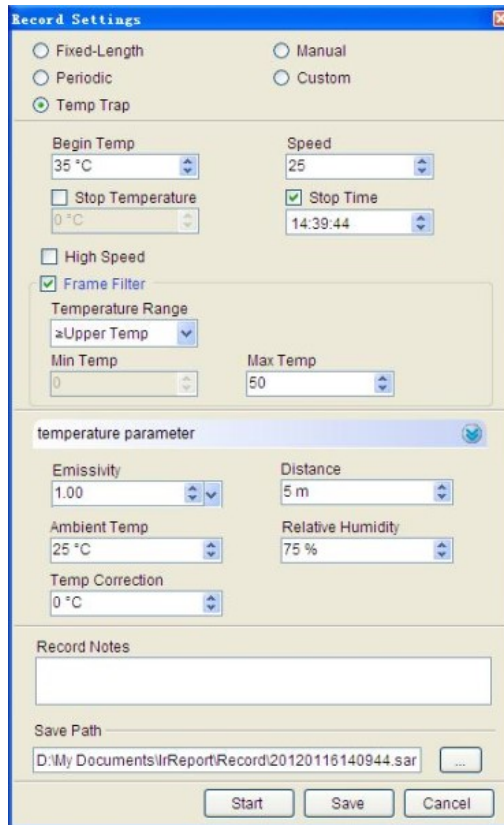 Record Settings
Fixed-Length Manual
Periodic Custom
Temp Trap
Begin Temp Speed
35 °C 25
Stop Temperature Stop Time
0 °C 14:39:44
High Speed
Frame Filter
Temperature Range
≥Upper Temp
Min Temp Max Temp
0 50
temperature parameter
Emissivity Distance
1.00 5 m
Ambient Temp Relative Humidity
25 °C 75 %
Temp Correction
0 °C
Record Notes
Save Path
D:\My Documents\IrReport\Record\20120116140944.sar ...
Start Save Cancel